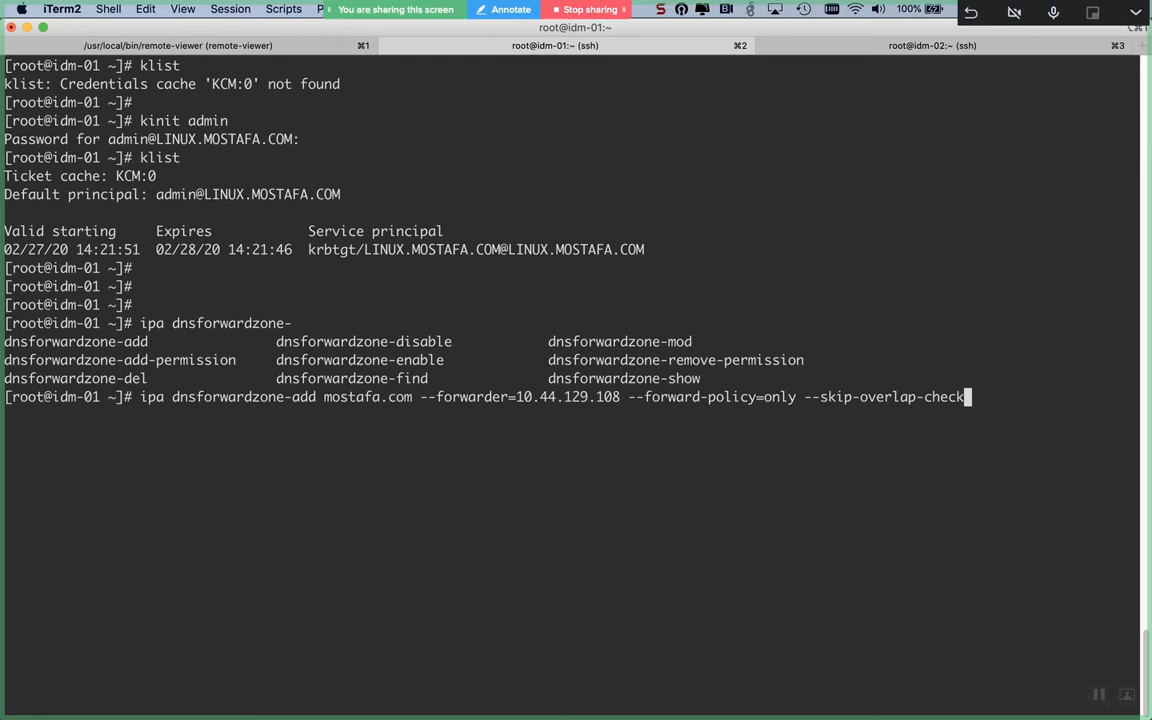 iTerm2 Shell Edit View Session Scripts P You are sharing this screen Annotate Stop sharing 100%
root@idm-01:~
/usr/local/bin/remote-viewer (remote-viewer) ⌘1 root@idm-01:~ (ssh) ⌘2 root@idm-02:~ (ssh) ⌘3
[root@idm-01 ~]# klist
klist: Credentials cache 'KCM:0' not found
[root@idm-01 ~]#
[root@idm-01 ~]# kinit admin
Password for admin@LINUX.MOSTAFA.COM:
[root@idm-01 ~]# klist
Ticket cache: KCM:0
Default principal: admin@LINUX.MOSTAFA.COM
Valid starting Expires Service principal
02/27/20 14:21:51 02/28/20 14:21:46 krbtgt/LINUX.MOSTAFA.COM@LINUX.MOSTAFA.COM
[root@idm-01 ~]#
[root@idm-01 ~]#
[root@idm-01 ~]#
[root@idm-01 ~]# ipa dnsforwardzone-
dnsforwardzone-add dnsforwardzone-disable dnsforwardzone-mod
dnsforwardzone-add-permission dnsforwardzone-enable dnsforwardzone-remove-permission
dnsforwardzone-del dnsforwardzone-find dnsforwardzone-show
[root@idm-01 ~]# ipa dnsforwardzone-add mostafa.com --forwarder=10.44.129.108 --forward-policy=only --skip-overlap-check